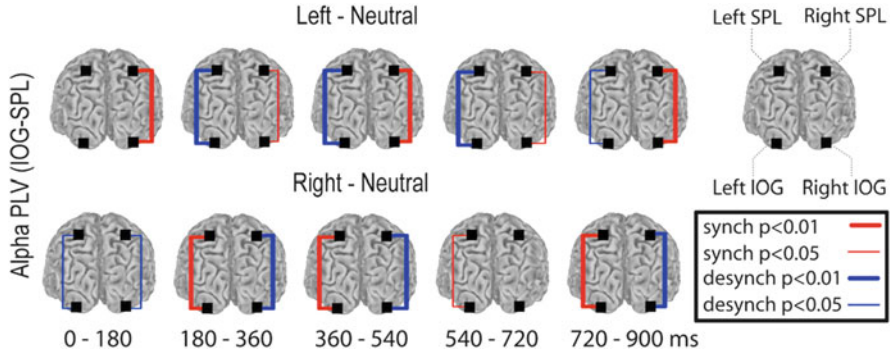 Left - Neutral
Left SPL
Right SPL
Alpha PLV (IOG-SPL)
Right - Neutral
Left IOG
Right IOG
synch p<0.01
synch p<0.05
desynch p<0.01
desynch p<0.05
0 - 180
180 - 360
360 - 540
540 - 720
720 - 900 ms